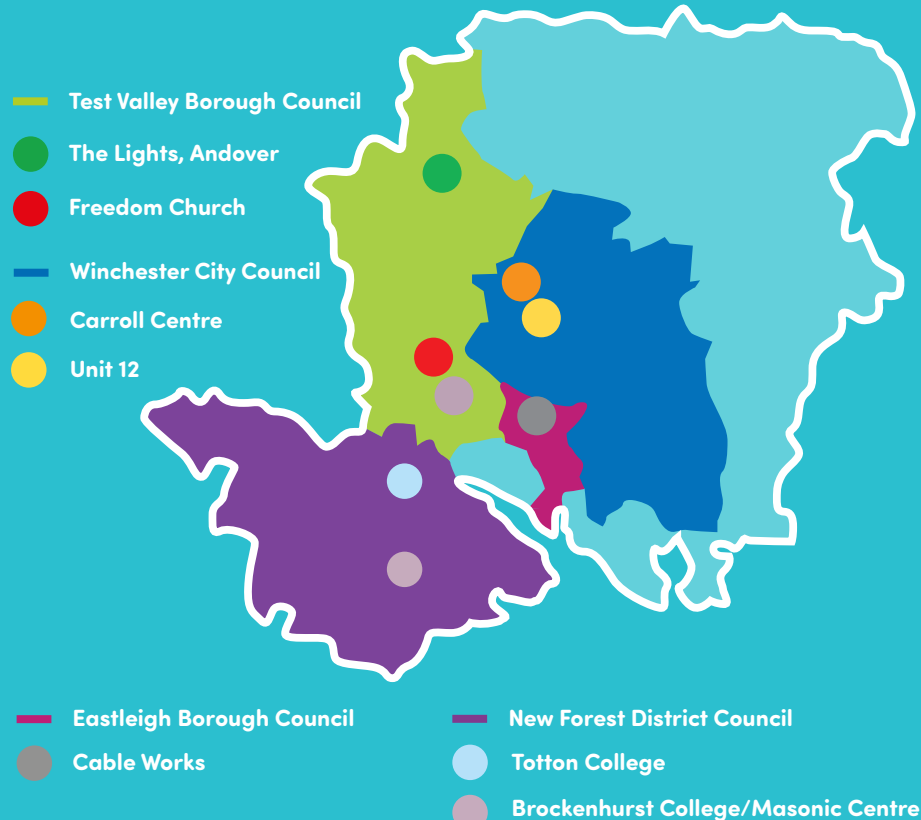 Test Valley Borough Council
The Lights, Andover
Freedom Church
Winchester City Council
Carroll Centre
Unit 12
Eastleigh Borough Council
Cable Works
New Forest District Council
Totton College
Brockenhurst College/Masonic Centre